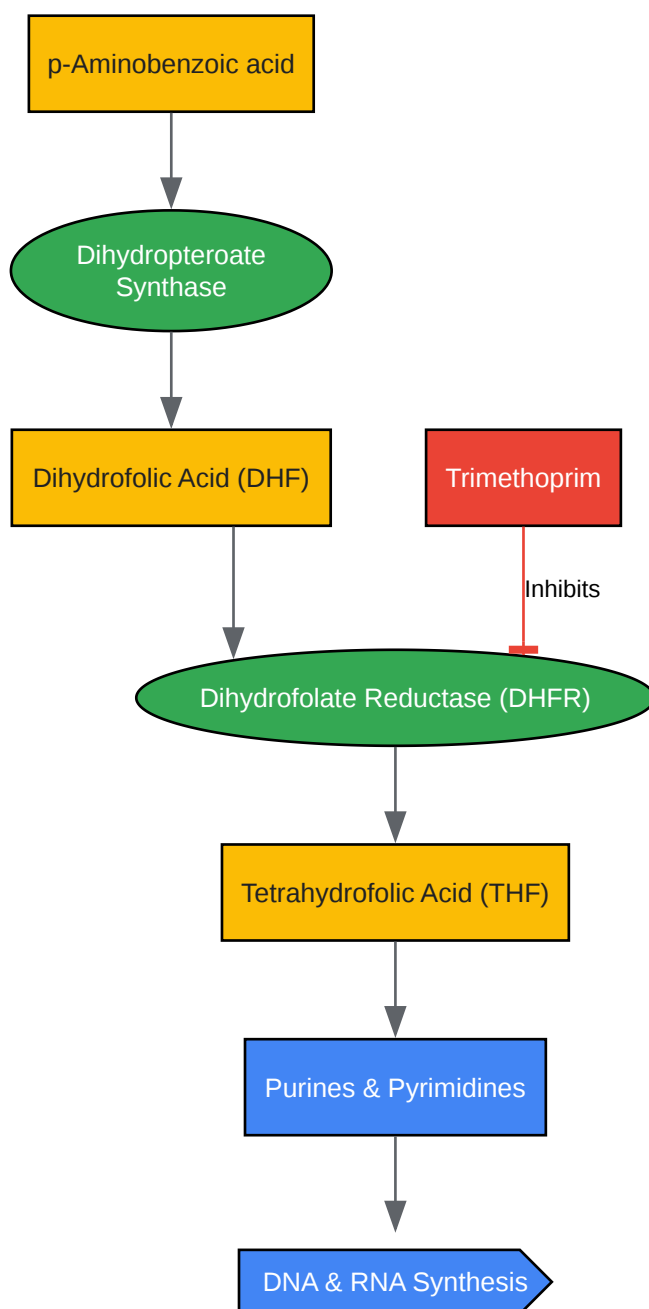 p-Aminobenzoic acid
Dihydropteroate
Synthase
Dihydrofolic Acid (DHF)
Trimethoprim
Inhibits
Dihydrofolate Reductase (DHFR)
Tetrahydrofolic Acid (THF)
Purines & Pyrimidines
DNA & RNA Synthesis